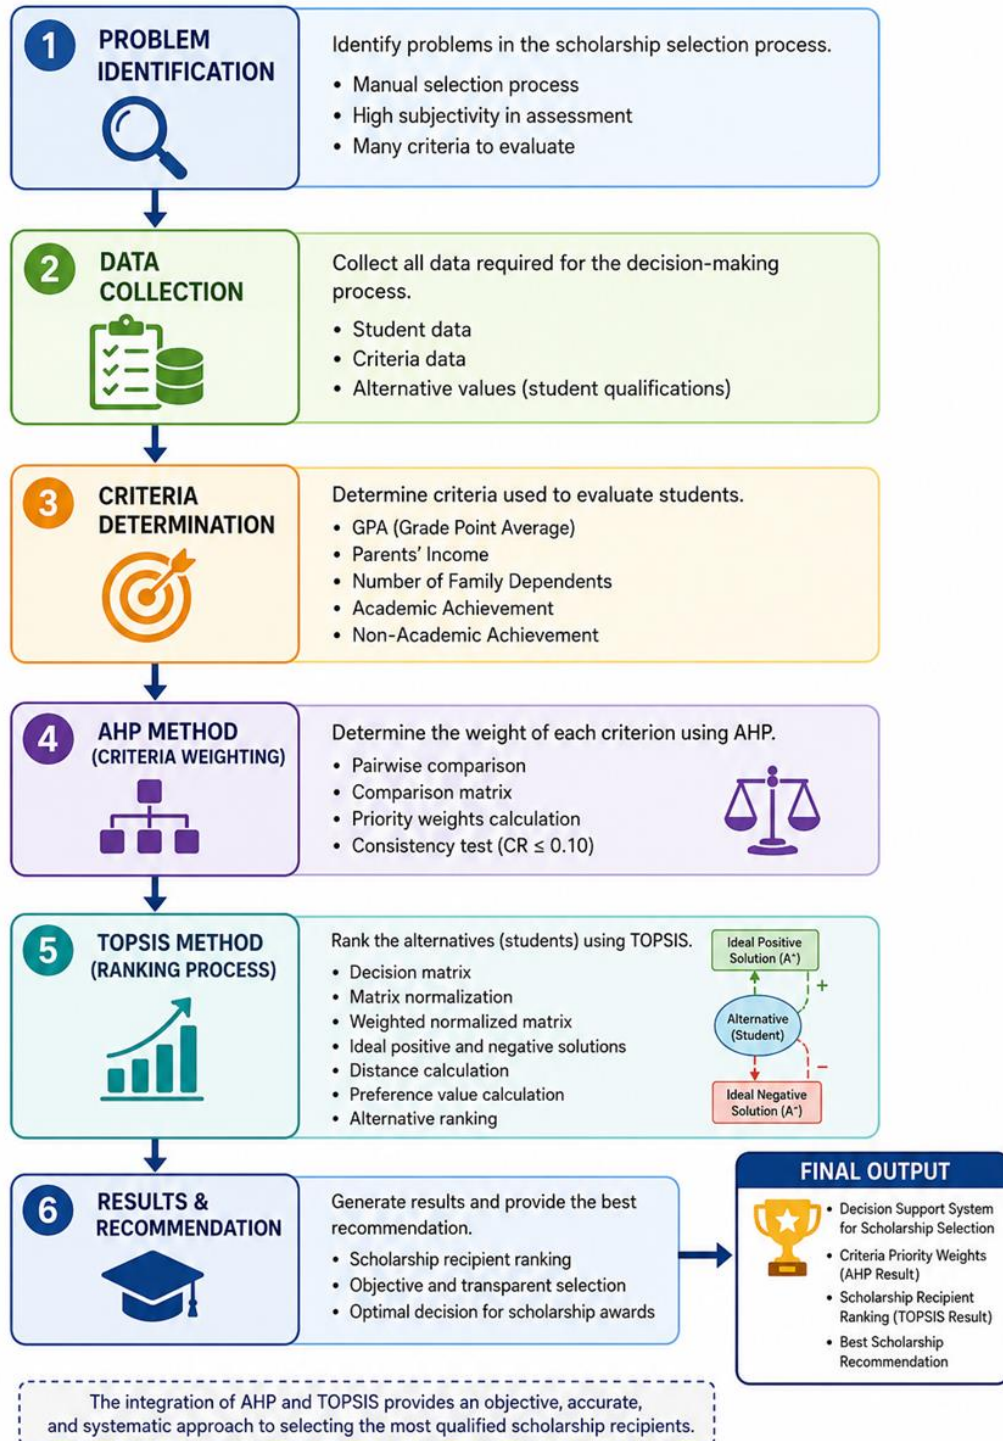 1
PROBLEM
IDENTIFICATION
Identify problems in the scholarship selection process.
• Manual selection process
• High subjectivity in assessment
• Many criteria to evaluate
2
DATA
COLLECTION
Collect all data required for the decision-making
process.
• Student data
• Criteria data
• Alternative values (student qualifications)
3
CRITERIA
DETERMINATION
Determine criteria used to evaluate students.
• GPA (Grade Point Average)
• Parents' Income
• Number of Family Dependents
• Academic Achievement
• Non-Academic Achievement
4
AHP METHOD
(CRITERIA WEIGHTING)
Determine the weight of each criterion using AHP.
• Pairwise comparison
• Comparison matrix
• Priority weights calculation
• Consistency test (CR ≤ 0.10)
5
TOPSIS METHOD
(RANKING PROCESS)
Rank the alternatives (students) using TOPSIS.
• Decision matrix
• Matrix normalization
• Weighted normalized matrix
• Ideal positive and negative solutions
• Distance calculation
• Preference value calculation
• Alternative ranking
Ideal Positive
Solution (A⁺)
+
Alternative
(Student)
−
Ideal Negative
Solution (A⁻)
6
RESULTS &
RECOMMENDATION
Generate results and provide the best
recommendation.
• Scholarship recipient ranking
• Objective and transparent selection
• Optimal decision for scholarship awards
FINAL OUTPUT
• Decision Support System
for Scholarship Selection
• Criteria Priority Weights
(AHP Result)
• Scholarship Recipient
Ranking (TOPSIS Result)
• Best Scholarship
Recommendation
The integration of AHP and TOPSIS provides an objective, accurate,
and systematic approach to selecting the most qualified scholarship recipients.